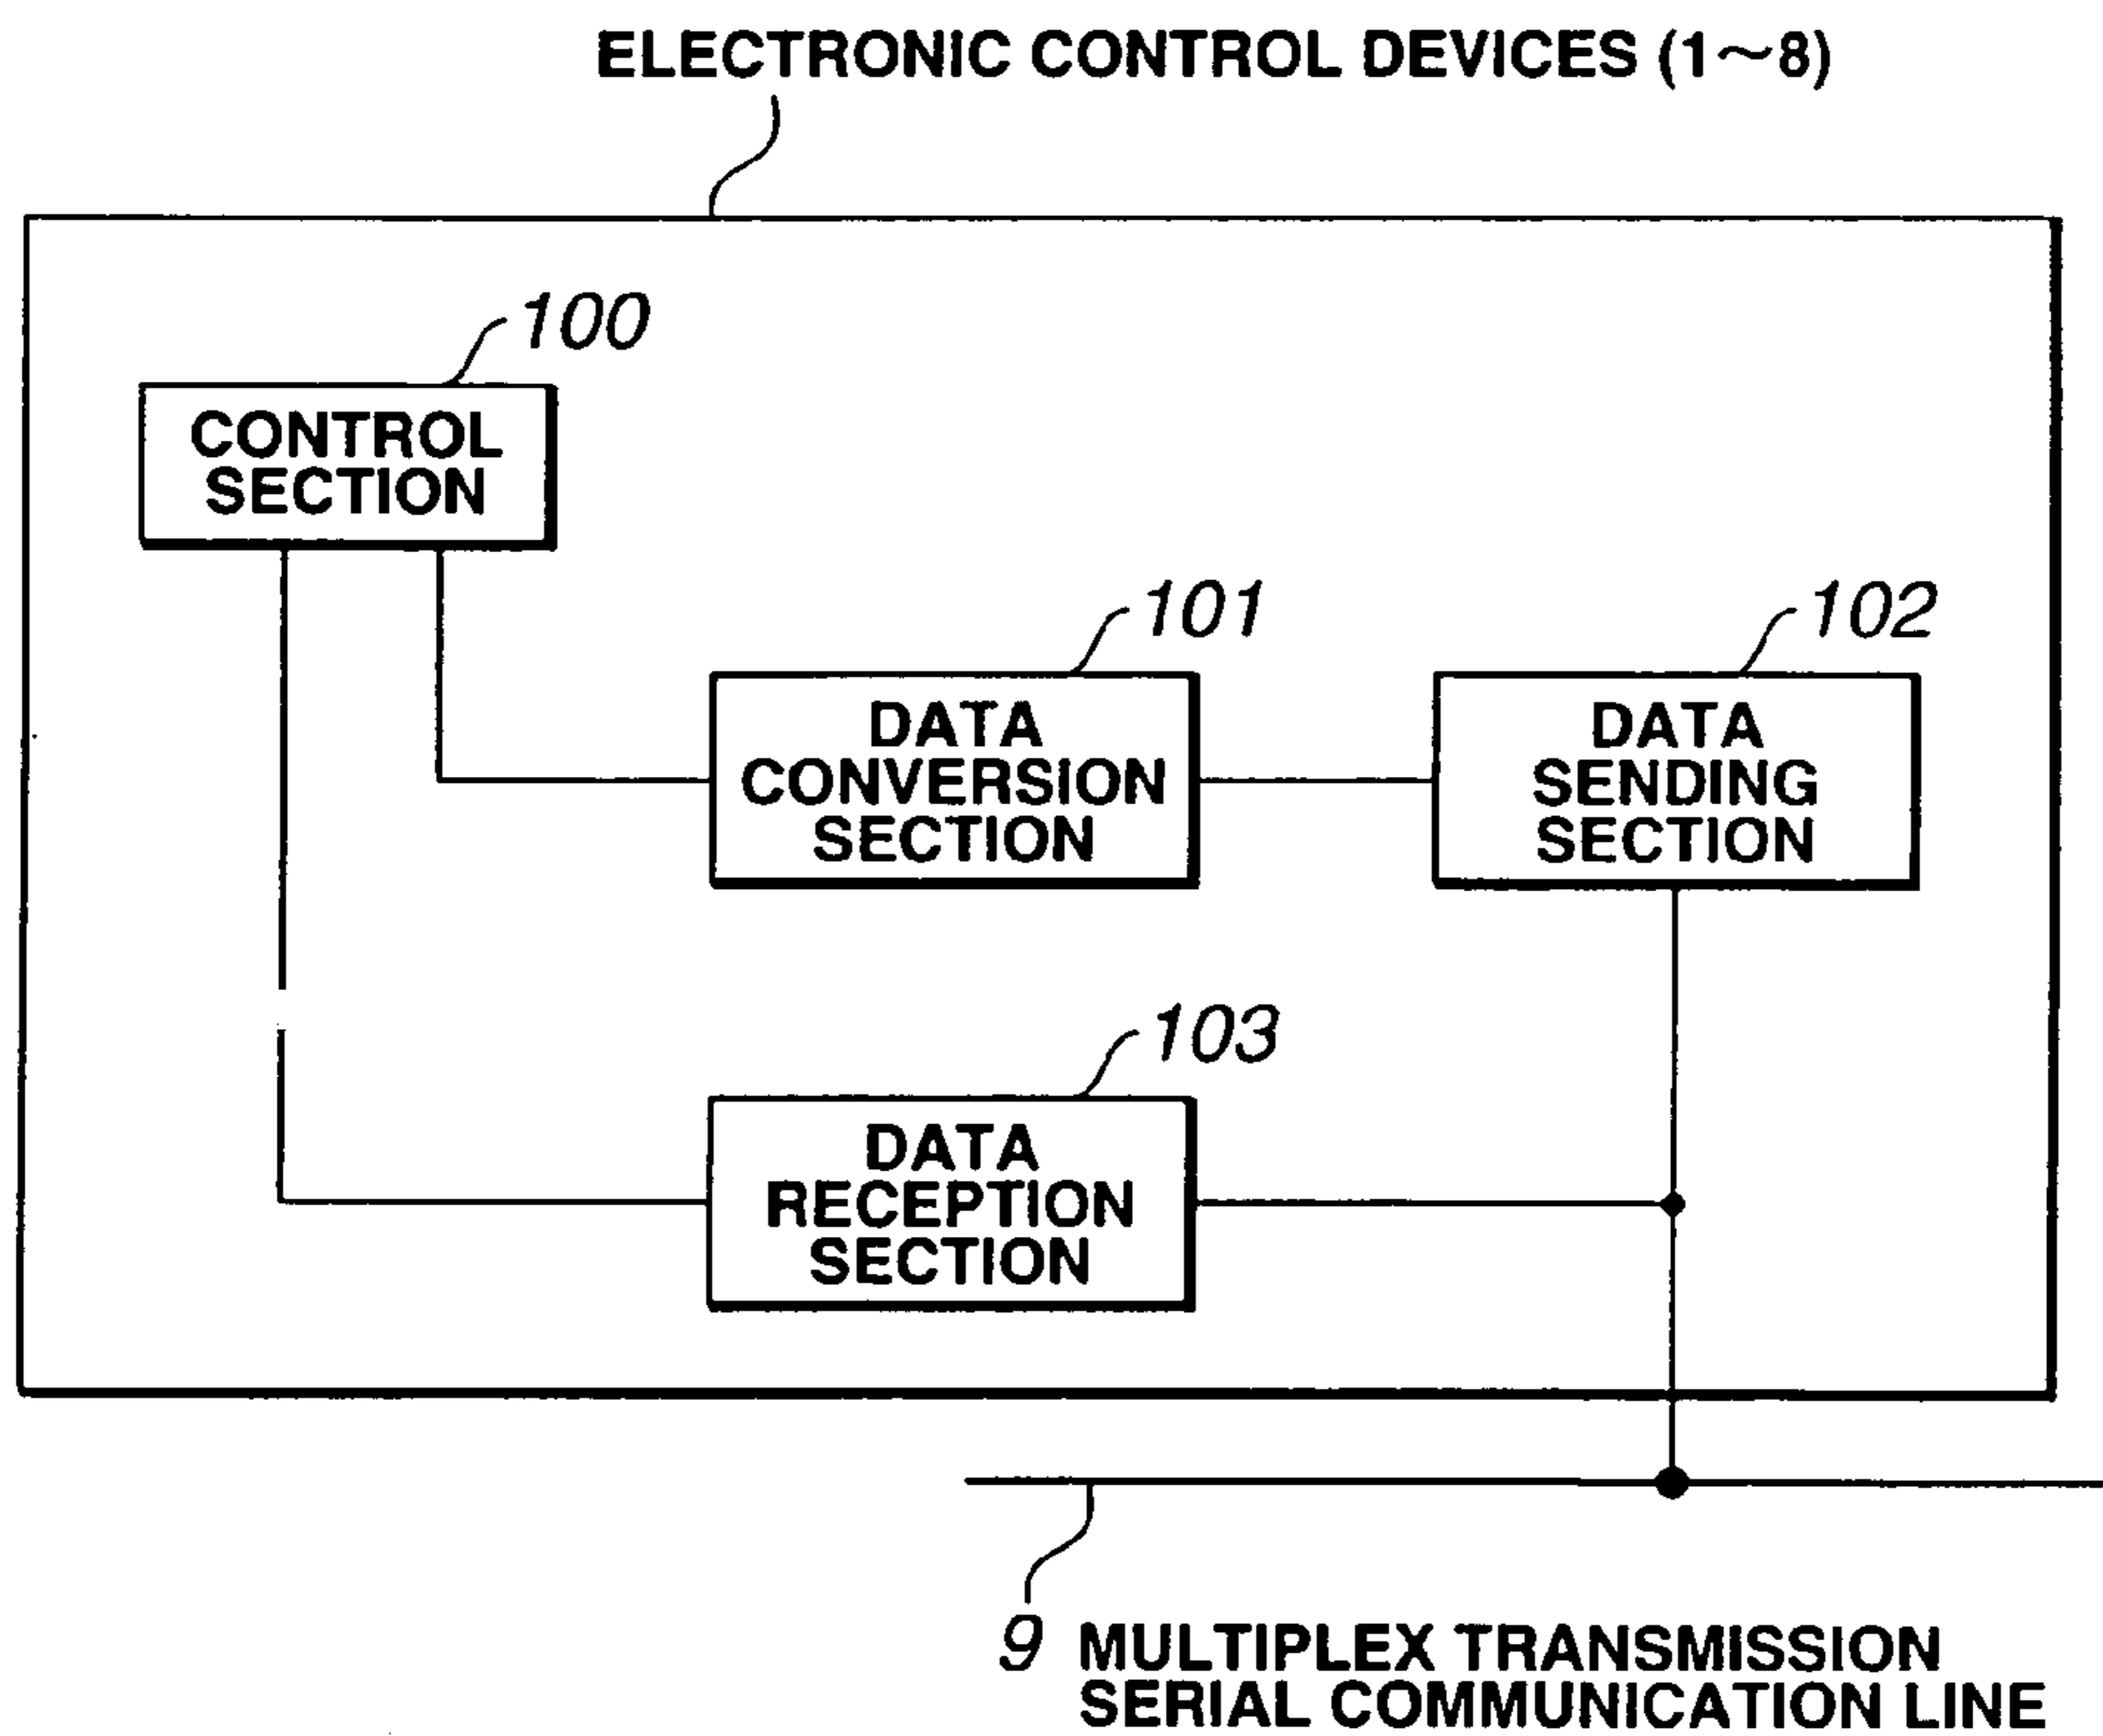 ELECTRONIC CONTROL DEVICES (1～8)
100
CONTROL
SECTION
101
DATA
CONVERSION
SECTION
102
DATA
SENDING
SECTION
103
DATA
RECEPTION
SECTION
9 MULTIPLEX TRANSMISSION
SERIAL COMMUNICATION LINE